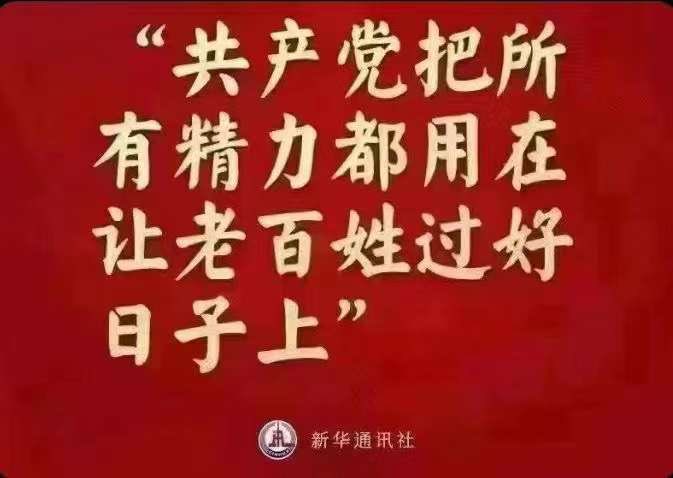 “共产党把所
有精力都用在
让老百姓过好
日子上”
新华通讯社